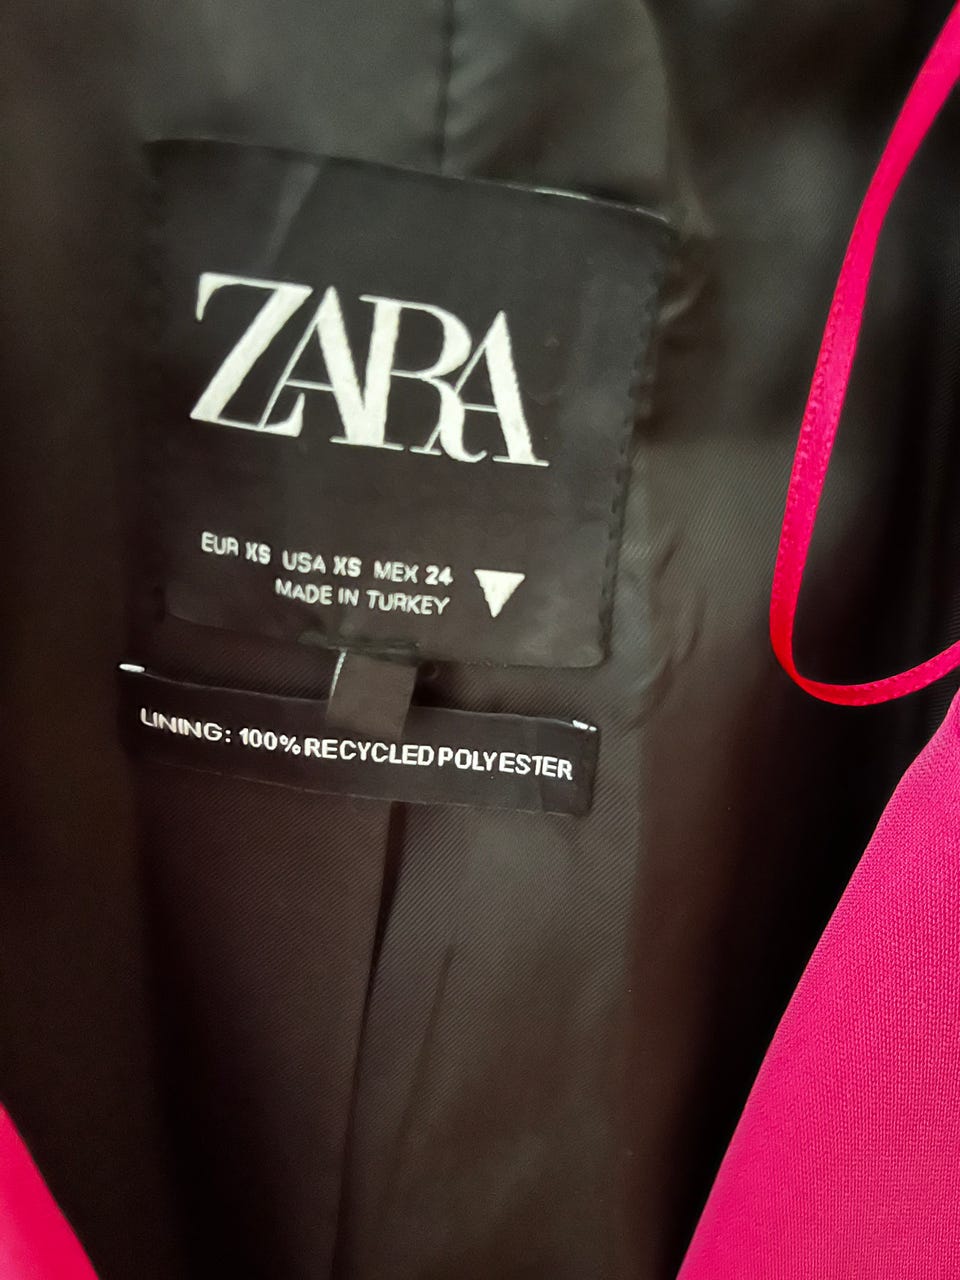 ZARA
EUR XS USA XS MEX 24
MADE IN TURKEY
LINING: 100% RECYCLED POLYESTER